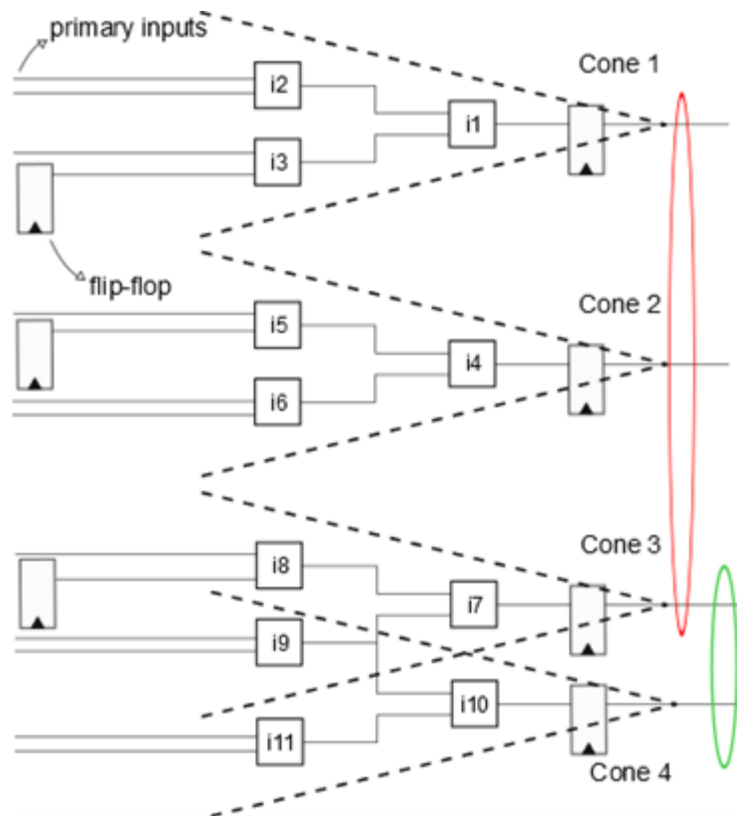 primary inputs
Cone 1
i2
i1
i3
flip-flop
Cone 2
i5
i4
i6
Cone 3
i8
i7
i9
i10
i11
Cone 4